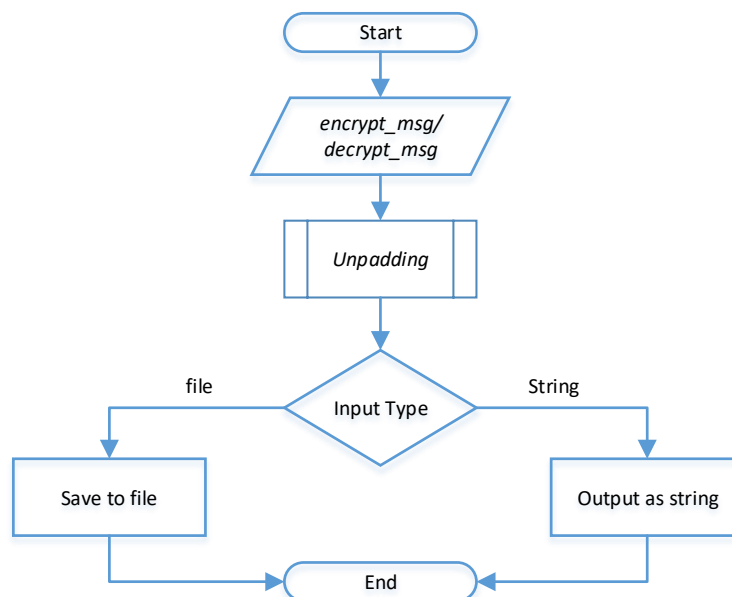 Start
encrypt_msg/
decrypt_msg
Unpadding
file
String
Input Type
Save to file
Output as string
End